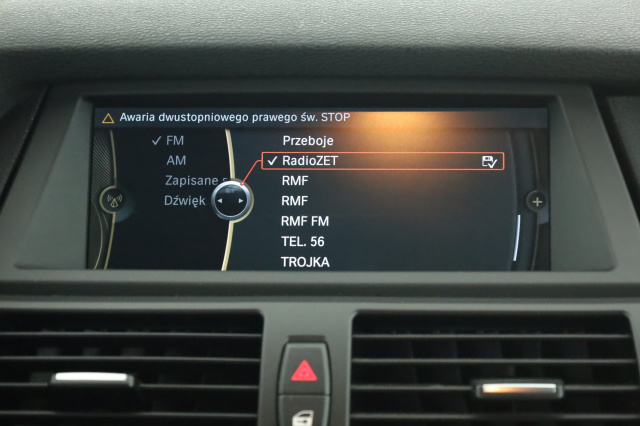 Awaria dwustopniowego prawego św. STOP
FM
AM
Zapisane
Dźwięk
Przeboje
RadioZET
RMF
RMF
RMF FM
TEL. 56
TROJKA